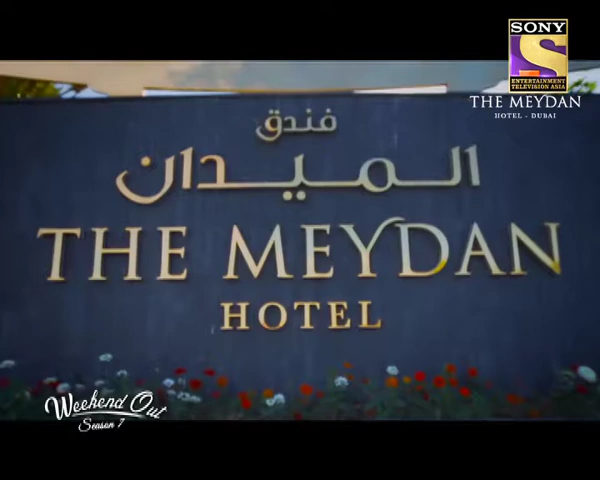 SONY
ENTERTAINMENT
TELEVISION ASIA
THE MEYDAN
HOTEL - DUBAI
فندق
الميدان
THE MEYDAN
HOTEL
Weekend Out
Season 7